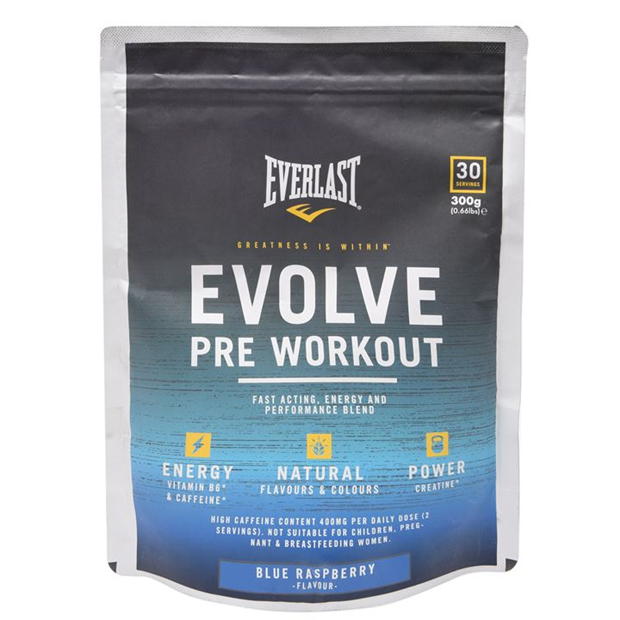 EVERLAST®
30
SERVINGS
300g
(0.66lbs)℮
GREATNESS IS WITHIN™
EVOLVE
PRE WORKOUT
FAST ACTING, ENERGY AND
PERFORMANCE BLEND
ENERGY
VITAMIN B6*
& CAFFEINE*
NATURAL
FLAVOURS & COLOURS
POWER
CREATINE*
HIGH CAFFEINE CONTENT 400MG PER DAILY DOSE (2
SERVINGS). NOT SUITABLE FOR CHILDREN, PREG-
NANT & BREASTFEEDING WOMEN.
BLUE RASPBERRY
-FLAVOUR-